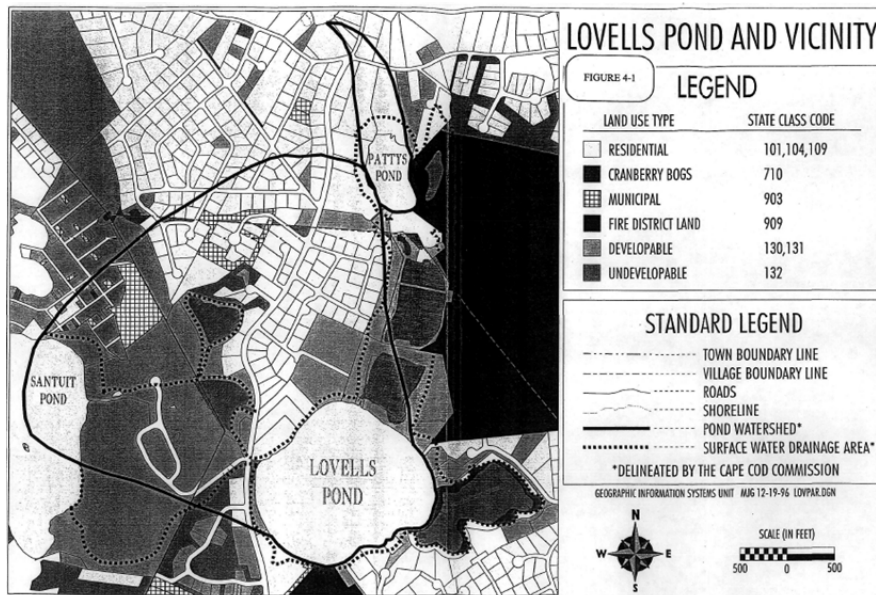 LOVELLS POND AND VICINITY
FIGURE 4-1
LEGEND
LAND USE TYPE STATE CLASS CODE
RESIDENTIAL 101,104,109
CRANBERRY BOGS 710
MUNICIPAL 903
FIRE DISTRICT LAND 909
DEVELOPABLE 130,131
UNDEVELOPABLE 132
STANDARD LEGEND
TOWN BOUNDARY LINE
VILLAGE BOUNDARY LINE
ROADS
SHORELINE
POND WATERSHED*
SURFACE WATER DRAINAGE AREA*
*DELINEATED BY THE CAPE COD COMMISSION
GEOGRAPHIC INFORMATION SYSTEMS UNIT MJG 12-19-96 LOVPAR.DGN
N
W E
S
SCALE (IN FEET)
500 0 500
PATTYS
POND
SANTUIT
POND
LOVELLS
POND